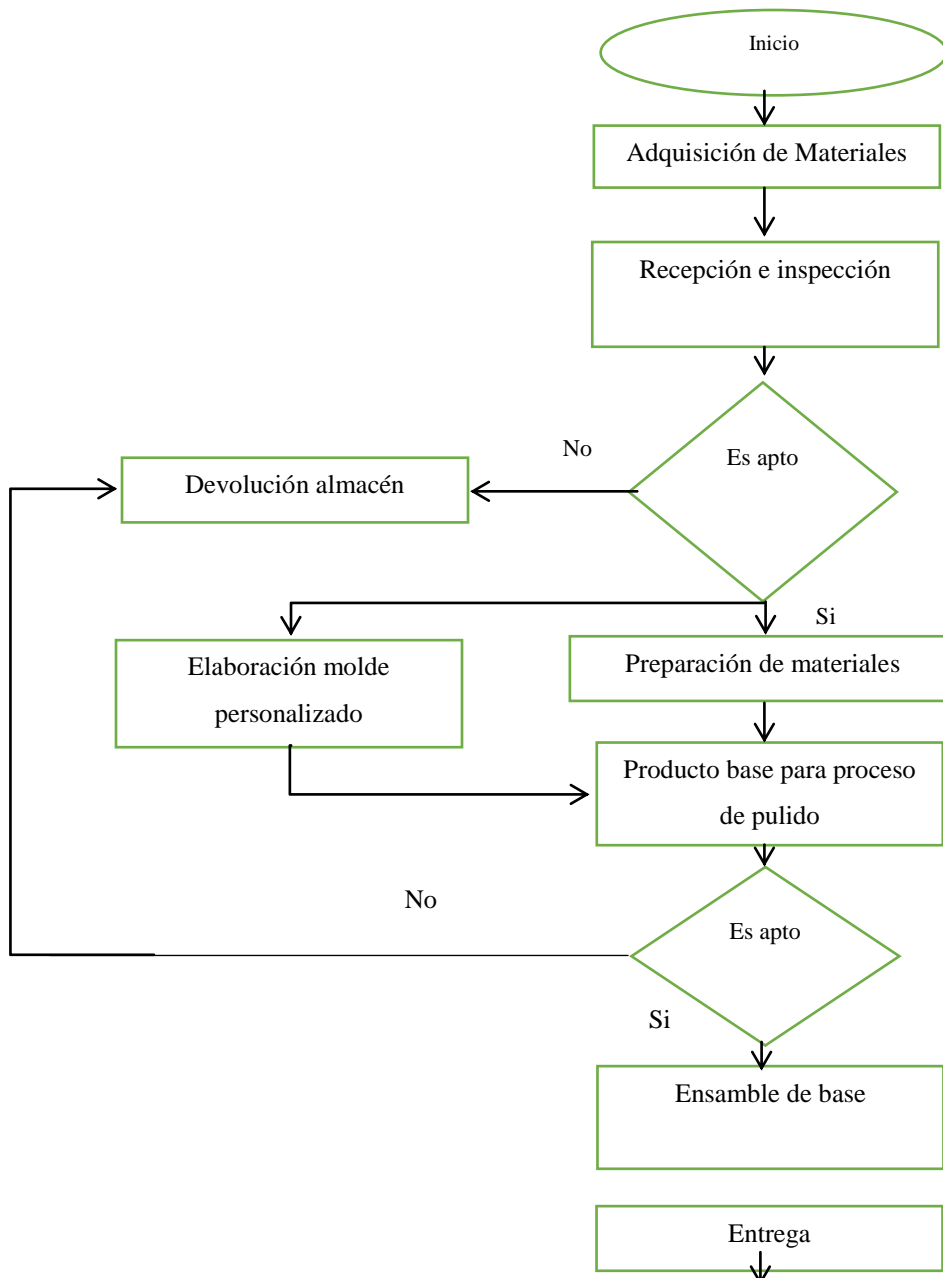 Inicio
Adquisición de Materiales
Recepción e inspección
Es apto
No
Devolución almacén
Si
Elaboración molde
personalizado
Preparación de materiales
Producto base para proceso
de pulido
No
Es apto
Si
Ensamble de base
Entrega